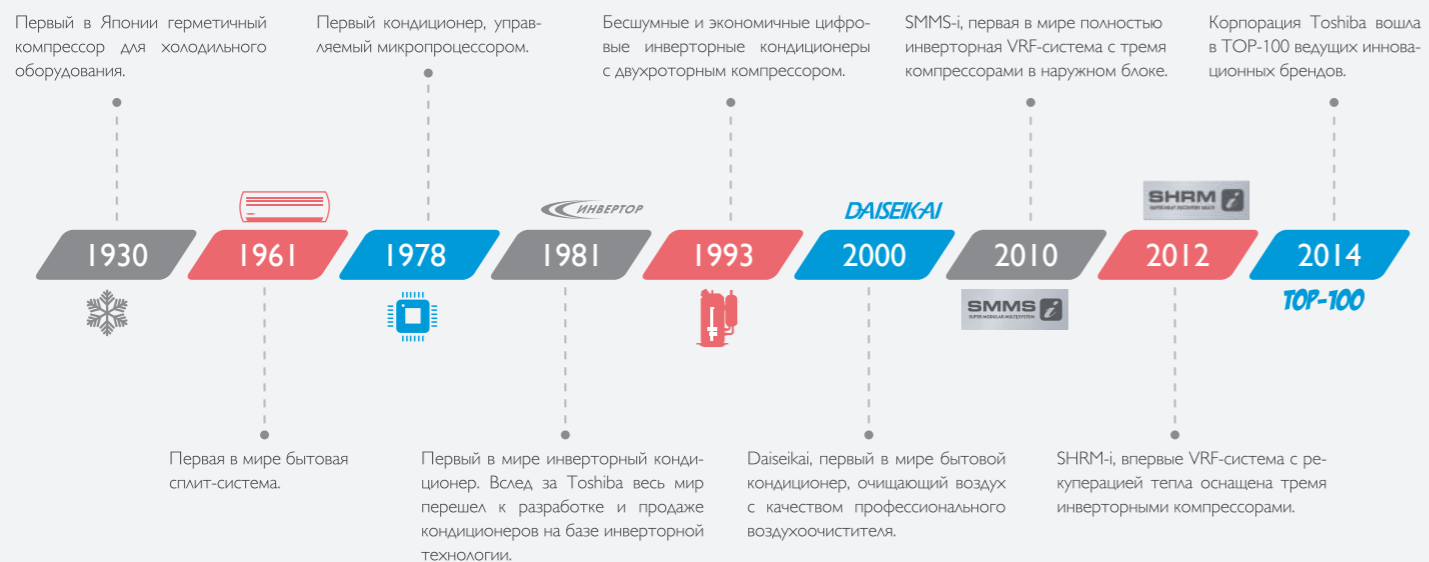 Первый в Японии герметичный
компрессор для холодильного
оборудования.
Первый кондиционер, управ-
ляемый микропроцессором.
Бесшумные и экономичные цифро-
вые инверторные кондиционеры
с двухроторным компрессором.
SMMS-i, первая в мире полностью
инверторная VRF-система с тремя
компрессорами в наружном блоке.
Корпорация Toshiba вошла
в TOP-100 ведущих иннова-
ционных брендов.
ИНВЕРТОР
DAISEIKAI
SHRM i
1930
1961
1978
1981
1993
2000
2010
2012
2014
SMMS i
SUPER MODULAR MULTISYSTEM
TOP-100
Первая в мире бытовая
сплит-система.
Первый в мире инверторный конди-
ционер. Вслед за Toshiba весь мир
перешел к разработке и продаже
кондиционеров на базе инверторной
технологии.
Daiseikai, первый в мире бытовой
кондиционер, очищающий воздух
с качеством профессионального
воздухоочистителя.
SHRM-i, впервые VRF-система с ре-
куперацией тепла оснащена тремя
инверторными компрессорами.